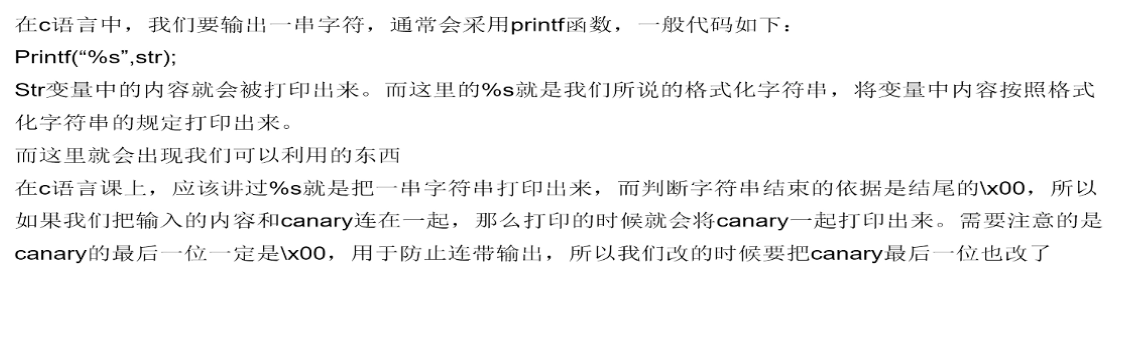 在c语言中，我们要输出一串字符，通常会采用printf函数，一般代码如下：
Printf(“%s”,str);
Str变量中的内容就会被打印出来。而这里的%s就是我们所说的格式化字符串，将变量中内容按照格式
化字符串的规定打印出来。
而这里就会出现我们可以利用的东西
在c语言课上，应该讲过%s就是把一串字符串打印出来，而判断字符串结束的依据是结尾的\x00，所以
如果我们把输入的内容和canary连在一起，那么打印的时候就会将canary一起打印出来。需要注意的是
canary的最后一位一定是\x00，用于防止连带输出，所以我们改的时候要把canary最后一位也改了